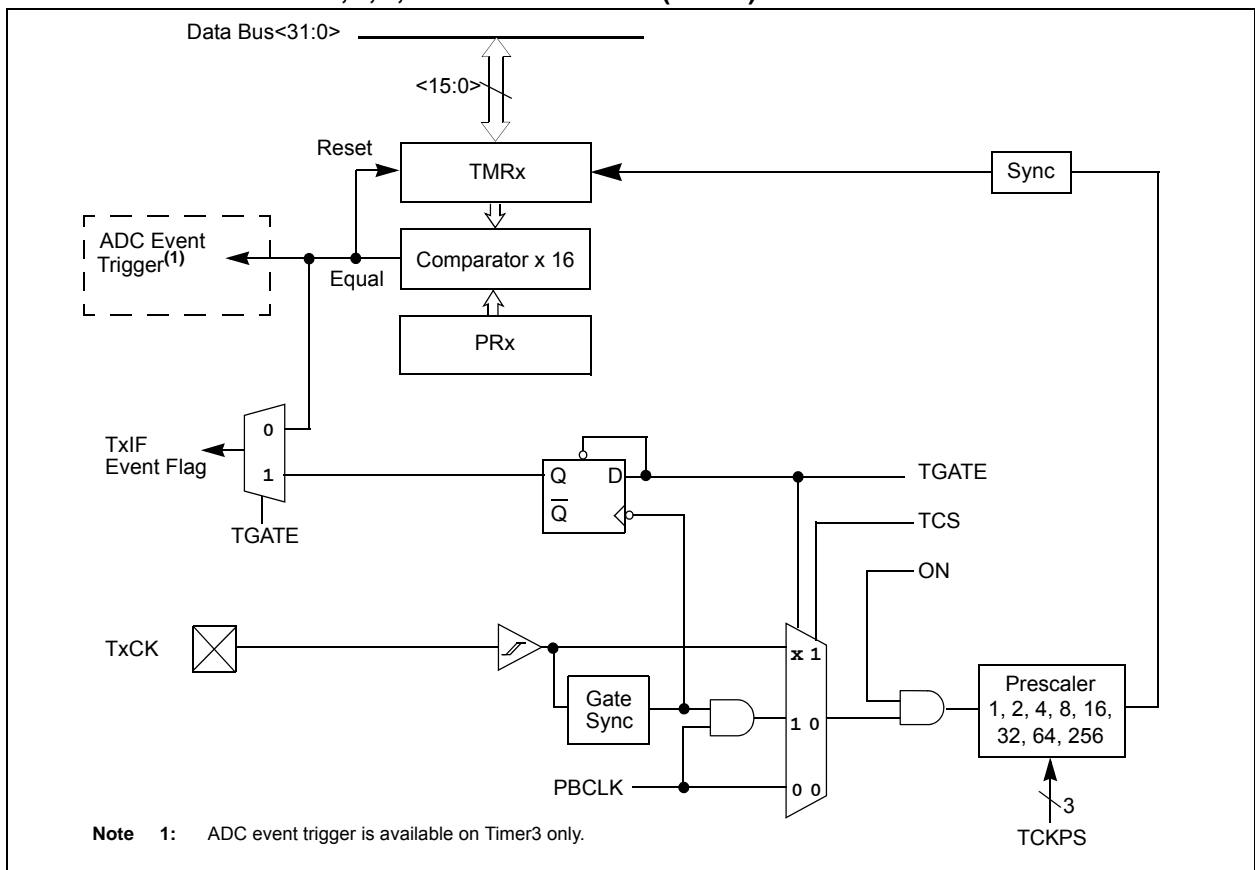 Data Bus<31:0>
<15:0>
Reset
TMRx
Sync
ADC Event
Trigger(1)
Equal
Comparator x 16
PRx
0
1
TxIF
Event Flag
TGATE
Q
D
Q
TGATE
TCS
ON
TxCK
x 1
Gate
Sync
1 0
Prescaler
1, 2, 4, 8, 16,
32, 64, 256
PBCLK
0 0
3
TCKPS
Note 1: ADC event trigger is available on Timer3 only.